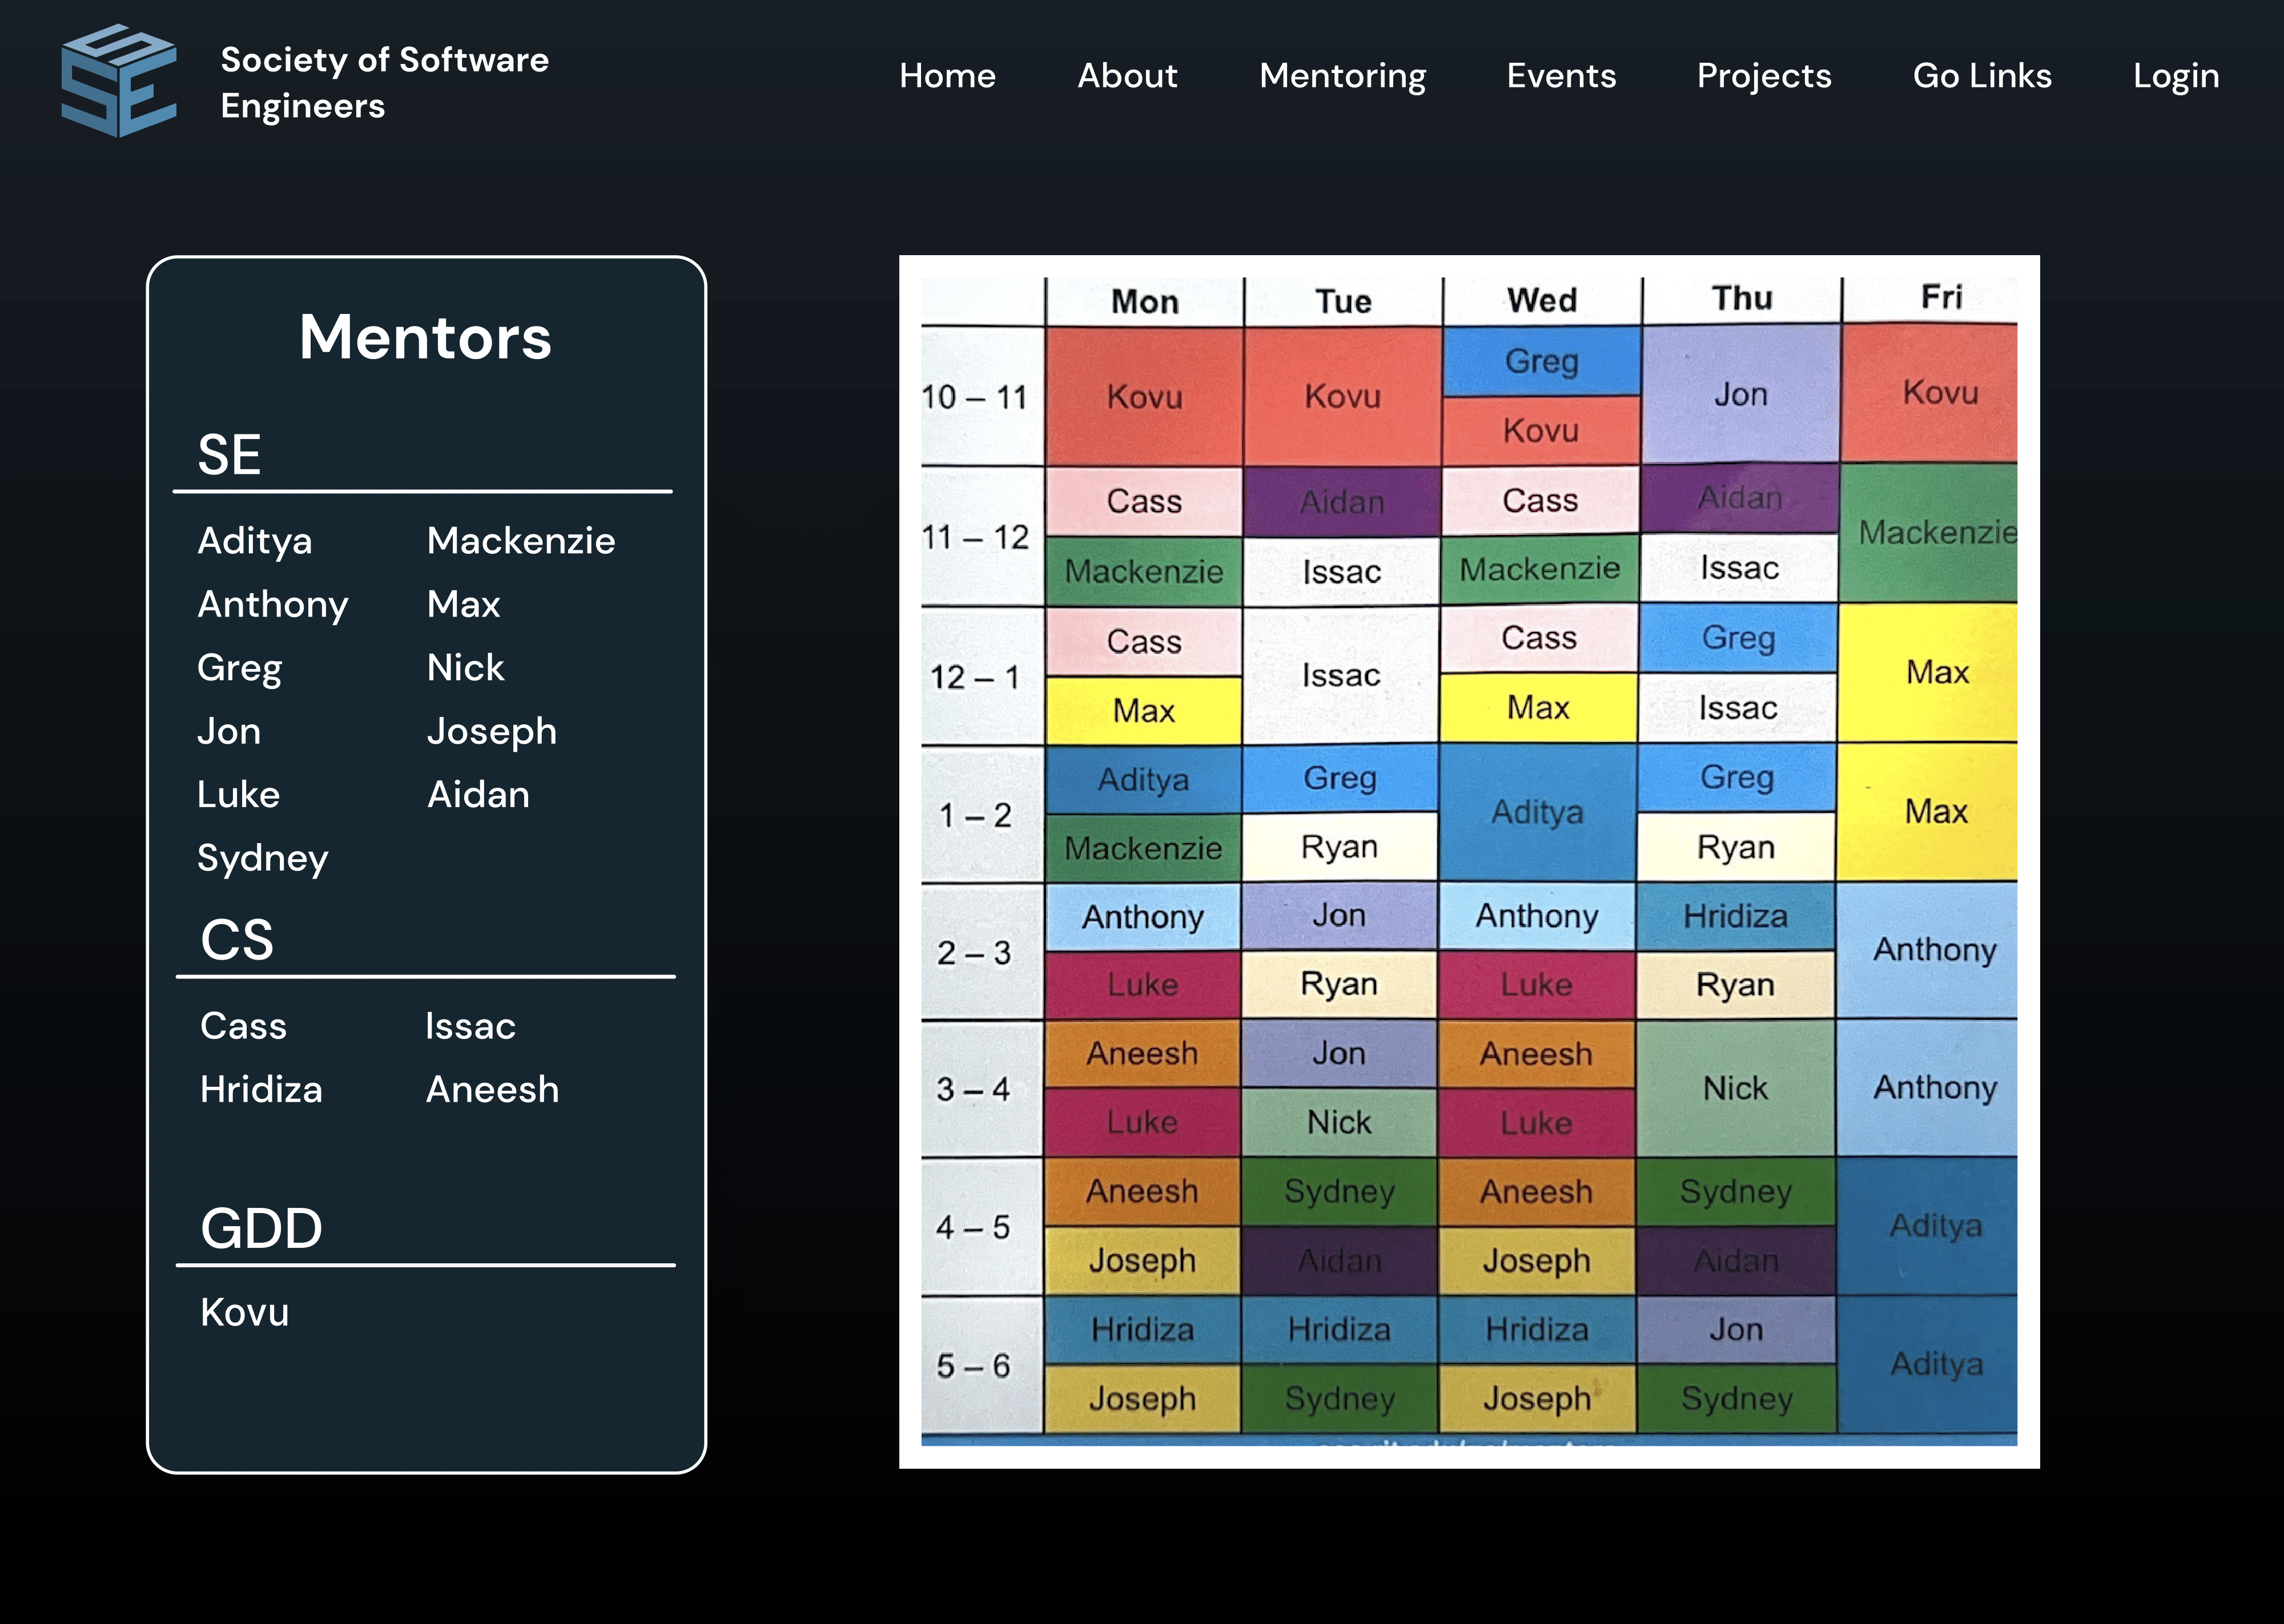 Society of Software
Engineers
Home About Mentoring Events Projects Go Links Login
Mentors
SE
Aditya Mackenzie
Anthony Max
Greg Nick
Jon Joseph
Luke Aidan
Sydney
CS
Cass Issac
Hridiza Aneesh
GDD
Kovu
Mon Tue Wed Thu Fri
10 – 11 Kovu Kovu Greg Jon Kovu
Kovu
11 – 12 Cass Aidan Cass Aidan Mackenzie
Mackenzie Issac Mackenzie Issac
12 – 1 Cass Issac Cass Greg Max
Max Max Issac
1 – 2 Aditya Greg Aditya Greg Max
Mackenzie Ryan Ryan
2 – 3 Anthony Jon Anthony Hridiza Anthony
Luke Ryan Luke Ryan
3 – 4 Aneesh Jon Aneesh Nick Anthony
Luke Nick Luke
4 – 5 Aneesh Sydney Aneesh Sydney Aditya
Joseph Aidan Joseph Aidan
5 – 6 Hridiza Hridiza Hridiza Jon Aditya
Joseph Sydney Joseph Sydney